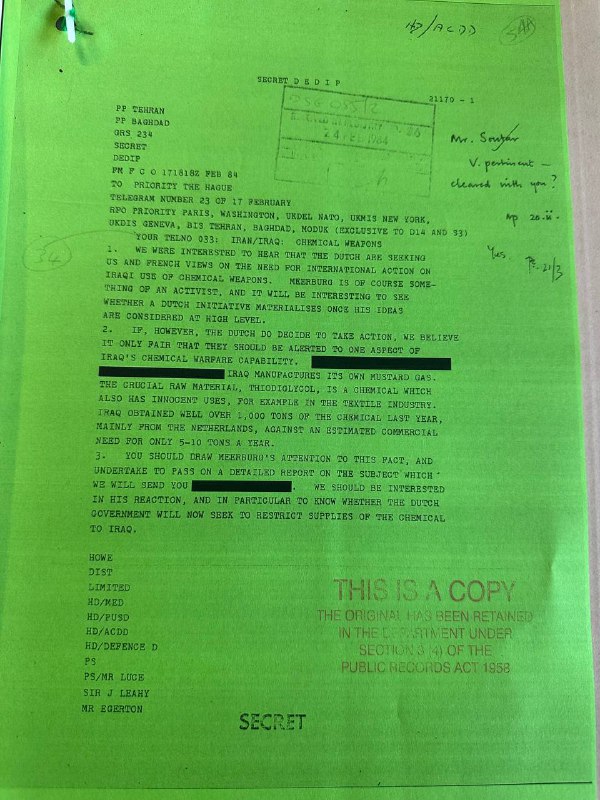 HD/ACDD
34A
SECRET D E D I P
21170 - 1
PP TEHRAN
PP BAGHDAD
GRS 234
SECRET
DEDIP
FM F C O 171818Z FEB 84
TO PRIORITY THE HAGUE
TELEGRAM NUMBER 23 OF 17 FEBRUARY
RPO PRIORITY PARIS, WASHINGTON, UKDEL NATO, UKMIS NEW YORK,
UKDIS GENEVA, BIS TEHRAN, BAGHDAD, MODUK (EXCLUSIVE TO D14 AND S3)
YOUR TELNO 033: IRAN/IRAQ: CHEMICAL WEAPONS
1. WE WERE INTERESTED TO HEAR THAT THE DUTCH ARE SEEKING
US AND FRENCH VIEWS ON THE NEED FOR INTERNATIONAL ACTION ON
IRAQI USE OF CHEMICAL WEAPONS. MEERBURG IS OF COURSE SOME-
THING OF AN ACTIVIST, AND IT WILL BE INTERESTING TO SEE
WHETHER A DUTCH INITIATIVE MATERIALISES ONCE HIS IDEAS
ARE CONSIDERED AT HIGH LEVEL.
2. IF, HOWEVER, THE DUTCH DO DECIDE TO TAKE ACTION, WE BELIEVE
IT ONLY FAIR THAT THEY SHOULD BE ALERTED TO ONE ASPECT OF
IRAQ'S CHEMICAL WARFARE CAPABILITY.
IRAQ MANUFACTURES ITS OWN MUSTARD GAS.
THE CRUCIAL RAW MATERIAL, THIODIGLYCOL, IS A CHEMICAL WHICH
ALSO HAS INNOCENT USES, FOR EXAMPLE IN THE TEXTILE INDUSTRY.
IRAQ OBTAINED WELL OVER 1,000 TONS OF THE CHEMICAL LAST YEAR,
MAINLY FROM THE NETHERLANDS, AGAINST AN ESTIMATED COMMERCIAL
NEED FOR ONLY 5-10 TONS A YEAR.
3. YOU SHOULD DRAW MEERBURG'S ATTENTION TO THIS FACT, AND
UNDERTAKE TO PASS ON A DETAILED REPORT ON THE SUBJECT WHICH
WE WILL SEND YOU . WE SHOULD BE INTERESTED
IN HIS REACTION, AND IN PARTICULAR TO KNOW WHETHER THE DUTCH
GOVERNMENT WILL NOW SEEK TO RESTRICT SUPPLIES OF THE CHEMICAL
TO IRAQ.
HOWE
DIST
LIMITED
HD/MED
HD/PUSD
HD/ACDD
HD/DEFENCE D
PS
PS/MR LUCE
SIR J LEAHY
MR EGERTON
24 FEB 1984
Mr. Soutar
V. pertinent –
cleared with you?
Yes
21/3
THIS IS A COPY
THE ORIGINAL HAS BEEN RETAINED
IN THE DEPARTMENT UNDER
SECTION 3 (4) OF THE
PUBLIC RECORDS ACT 1958
SECRET